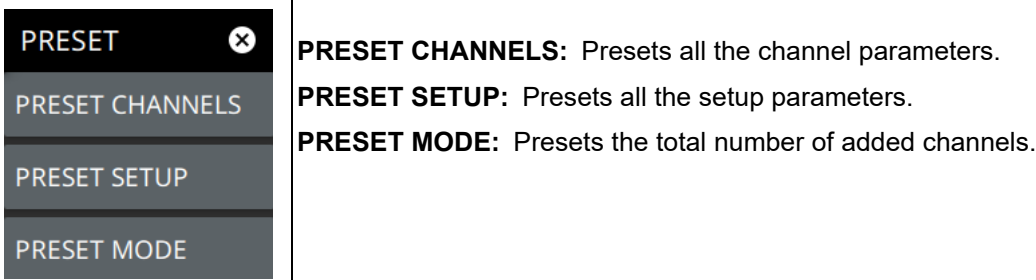 PRESET
PRESET CHANNELS
PRESET SETUP
PRESET MODE
PRESET CHANNELS: Presets all the channel parameters.
PRESET SETUP: Presets all the setup parameters.
PRESET MODE: Presets the total number of added channels.